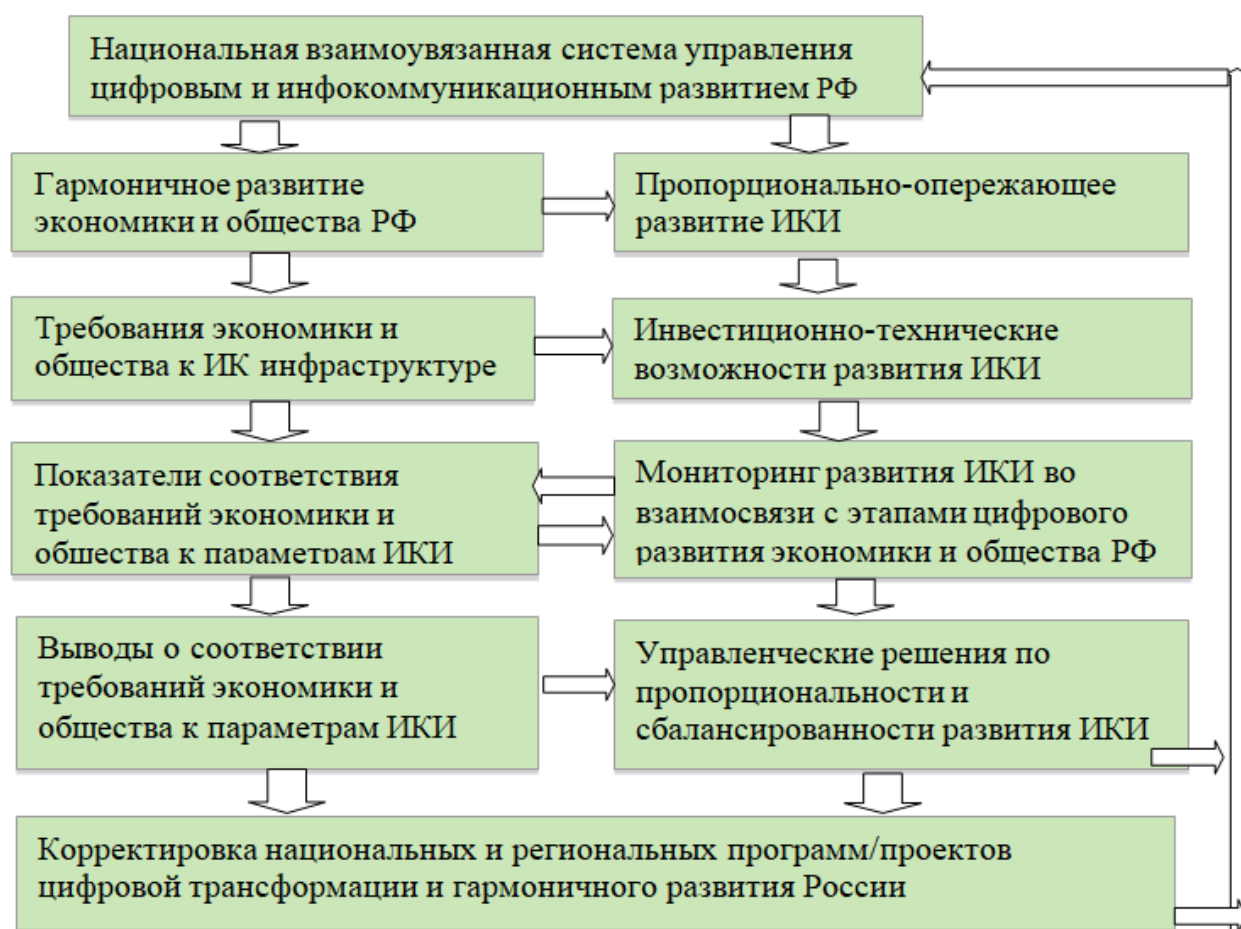 Национальная взаимоувязанная система управления
цифровым и инфокоммуникационным развитием РФ
Гармоничное развитие
экономики и общества РФ
Пропорционально-опережающее
развитие ИКИ
Требования экономики и
общества к ИК инфраструктуре
Инвестиционно-технические
возможности развития ИКИ
Показатели соответствия
требований экономики и
общества к параметрам ИКИ
Мониторинг развития ИКИ во
взаимосвязи с этапами цифрового
развития экономики и общества РФ
Выводы о соответствии
требований экономики и
общества к параметрам ИКИ
Управленческие решения по
пропорциональности и
сбалансированности развития ИКИ
Корректировка национальных и региональных программ/проектов
цифровой трансформации и гармоничного развития России